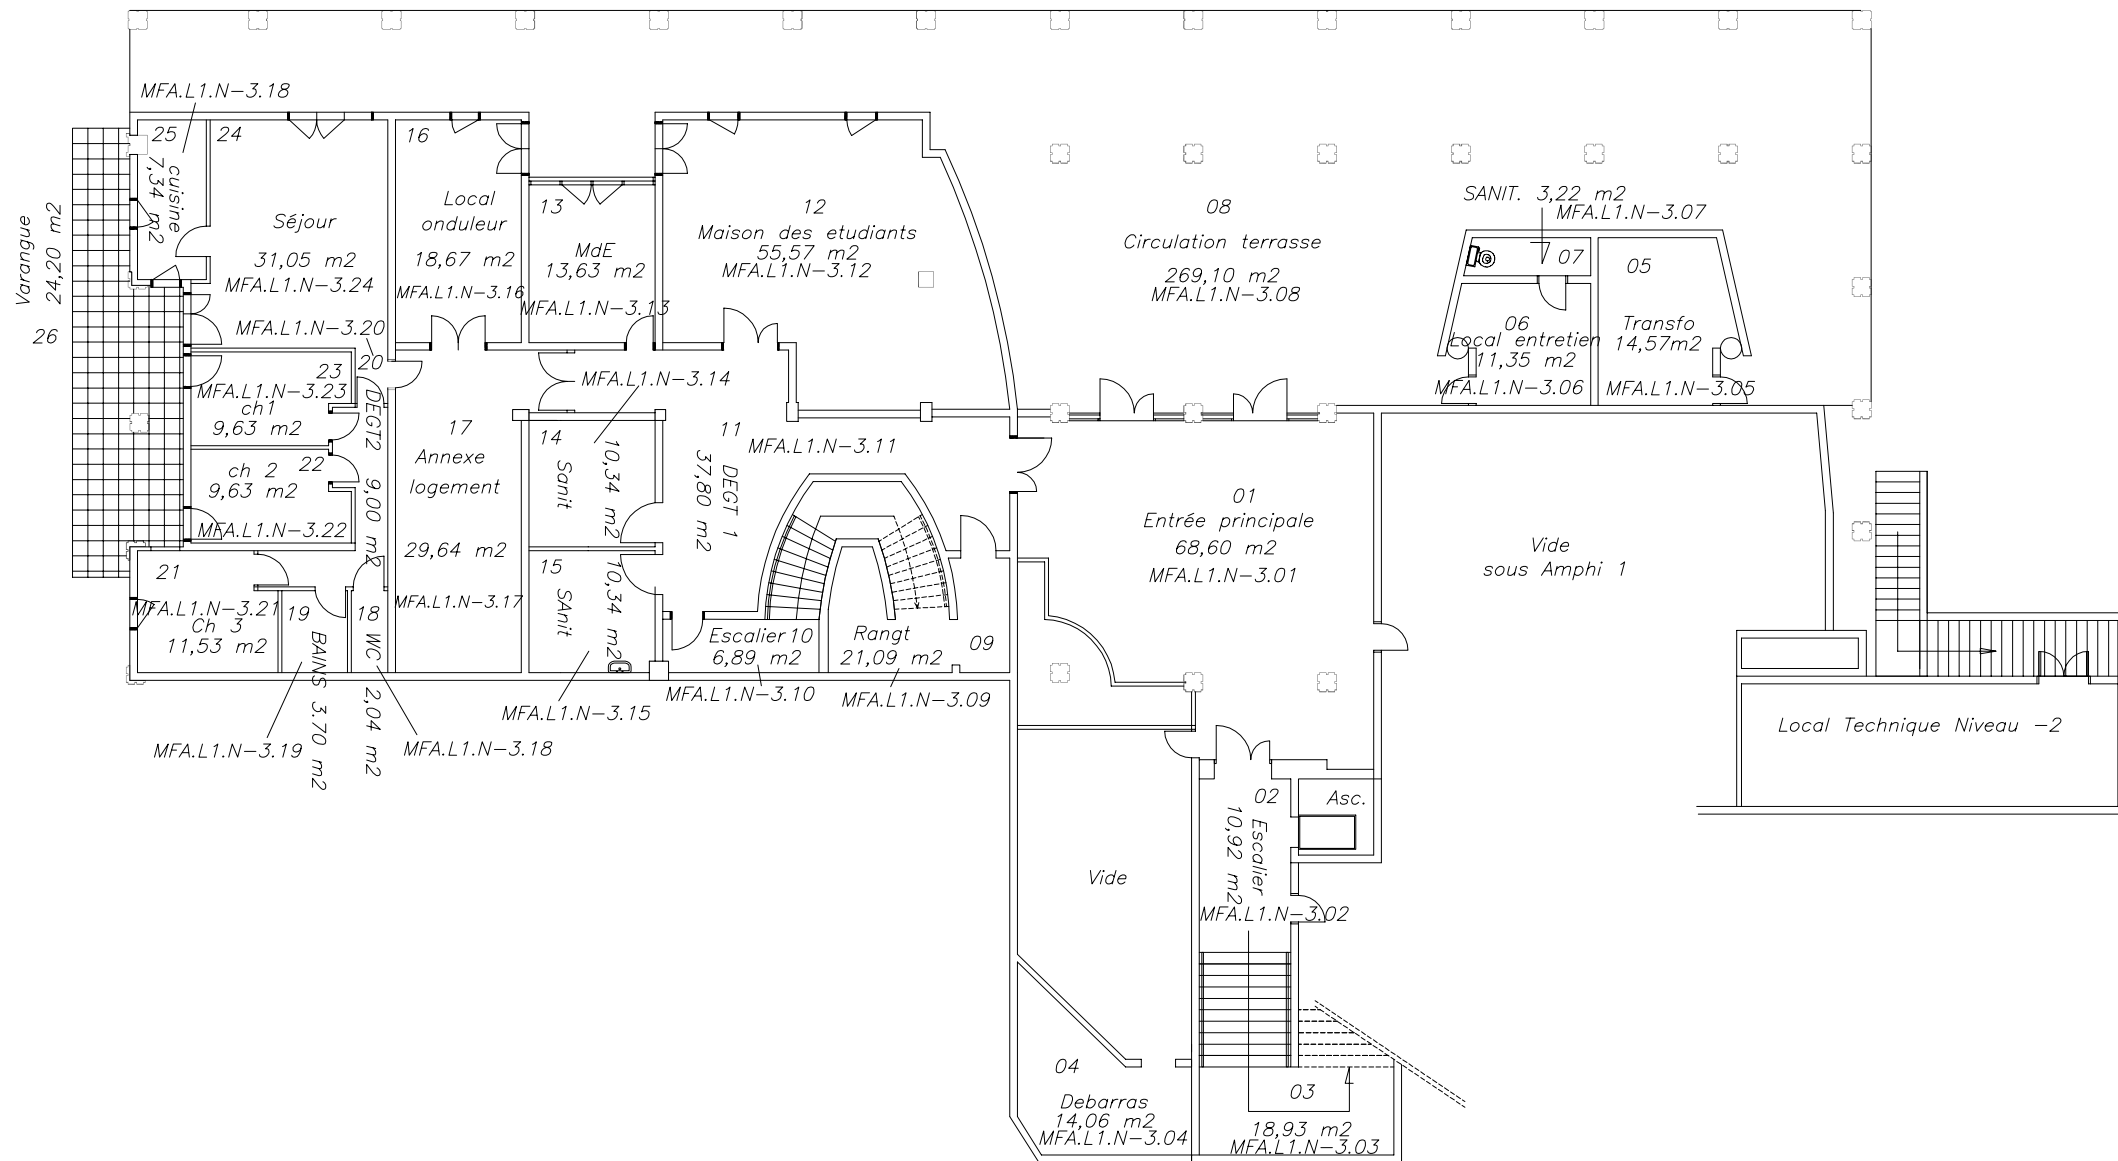 MFA.L1.N-3.18
25
24
cuisine
7,34 m2
Séjour
31,05 m2
MFA.L1.N-3.24
Varangue
24,20 m2
26
16
Local
onduleur
18,67 m2
MFA.L1.N-3.16
13
MdE
13,63 m2
MFA.L1.N-3.13
12
Maison des etudiants
55,57 m2
MFA.L1.N-3.12
08
Circulation terrasse
269,10 m2
MFA.L1.N-3.08
SANIT. 3,22 m2
MFA.L1.N-3.07
07
05
Transfo
14,57m2
MFA.L1.N-3.05
06
Local entretien
11,35 m2
MFA.L1.N-3.06
MFA.L1.N-3.20
20
DEGT2 9,00 m2
23
MFA.L1.N-3.23
ch1
9,63 m2
22
ch 2
9,63 m2
MFA.L1.N-3.22
21
MFA.L1.N-3.21
Ch 3
11,53 m2
19
BAINS 3.70 m2
MFA.L1.N-3.19
18
WC 2,04 m2
MFA.L1.N-3.18
17
Annexe
logement
29,64 m2
MFA.L1.N-3.17
MFA.L1.N-3.14
14
Sanit
10,34 m2
15
SAnit
10,34 m2
MFA.L1.N-3.15
11
MFA.L1.N-3.11
DEGT 1
37,80 m2
Escalier 10
6,89 m2
MFA.L1.N-3.10
Rangt
21,09 m2
09
MFA.L1.N-3.09
01
Entrée principale
68,60 m2
MFA.L1.N-3.01
Vide
sous Amphi 1
Local Technique Niveau -2
02
Escalier
10,92 m2
MFA.L1.N-3.02
Asc.
Vide
04
Debarras
14,06 m2
MFA.L1.N-3.04
03
18,93 m2
MFA.L1.N-3.03